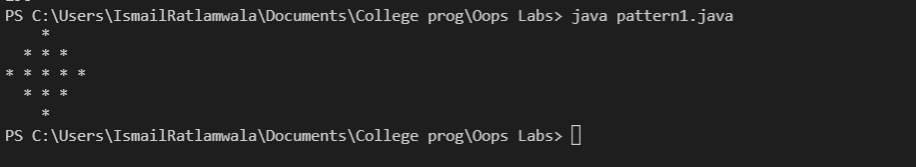 PS C:\Users\IsmailRatlamwala\Documents\College prog\Oops Labs> java pattern1.java
    *
  * * *
* * * * *
  * * *
    *
PS C:\Users\IsmailRatlamwala\Documents\College prog\Oops Labs>